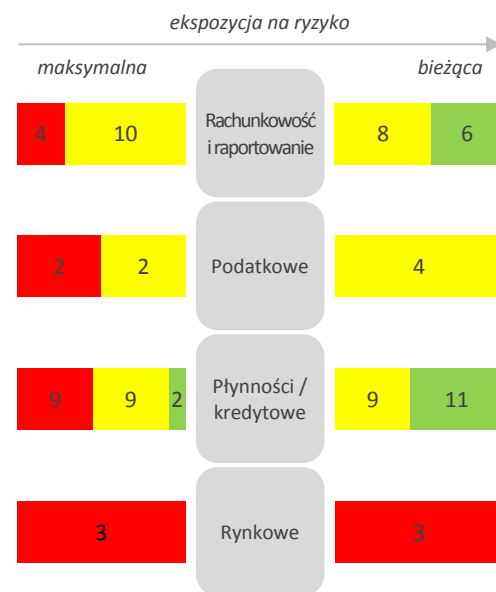 ekspozycja na ryzyko
maksymalna
bieżąca
4
10
Rachunkowość
i raportowanie
8
6
2
2
Podatkowe
4
9
9
2
Płynności /
kredytowe
9
11
3
Rynkowe
3